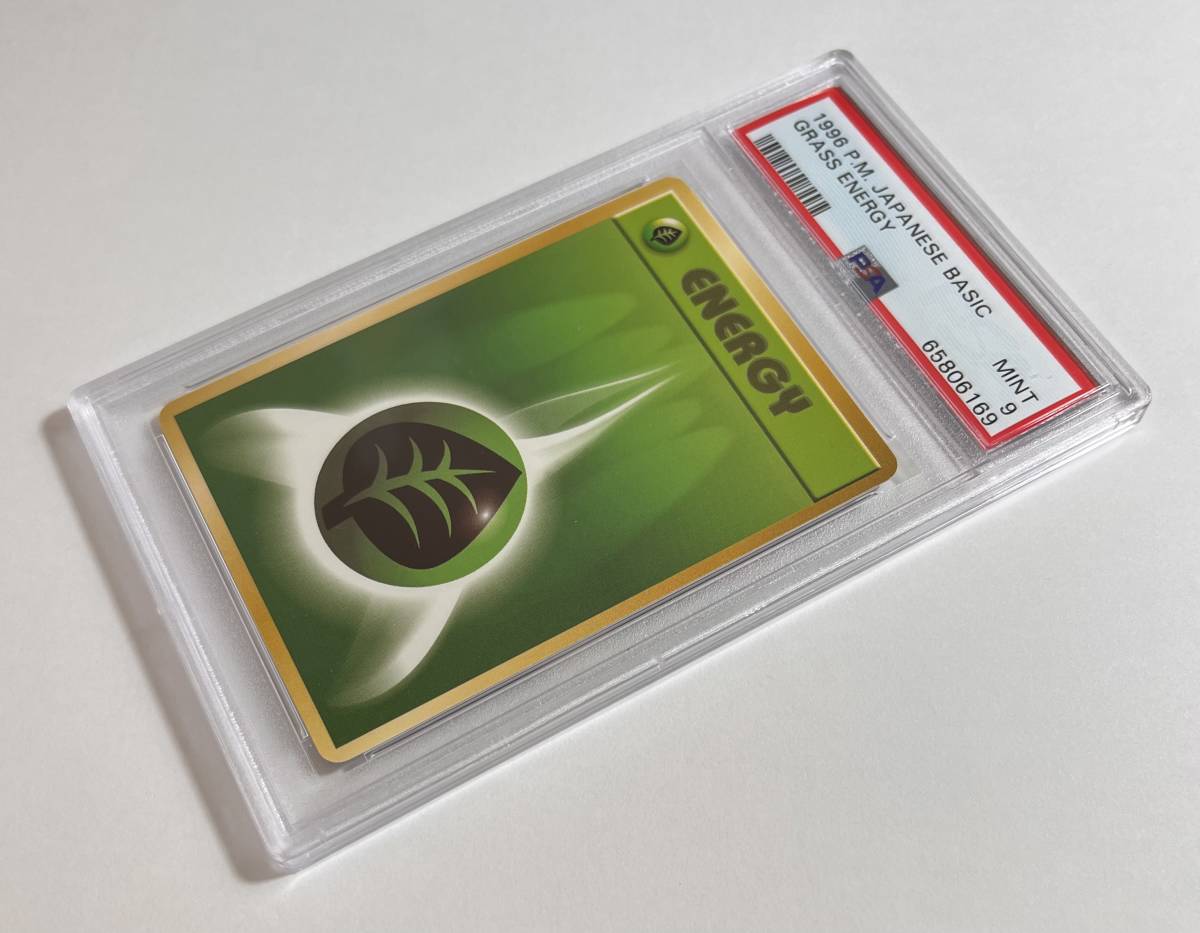 1996 P.M. JAPANESE BASIC
GRASS ENERGY
MINT
9
65806169
PSA
ENERGY